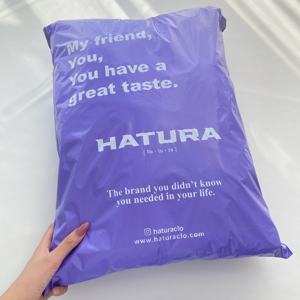 My friend,
you,
you have a
great taste.
HATURA
[ ha · tu · ra ]
The brand you didn't know
you needed in your life.
haturaclo
www.haturaclo.com